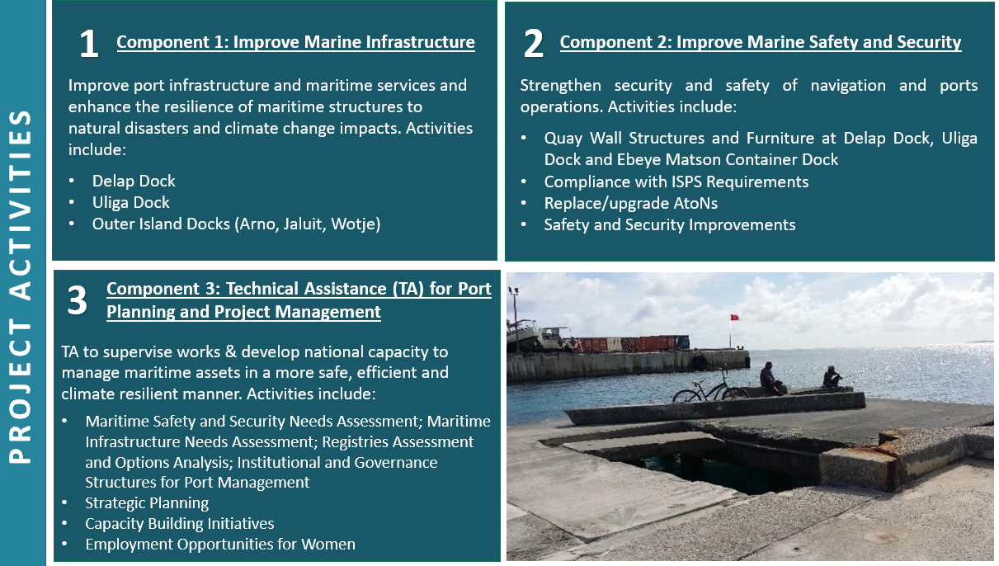 PROJECT ACTIVITIES
1 Component 1: Improve Marine Infrastructure
Improve port infrastructure and maritime services and
enhance the resilience of maritime structures to
natural disasters and climate change impacts. Activities
include:
• Delap Dock
• Uliga Dock
• Outer Island Docks (Arno, Jaluit, Wotje)
2 Component 2: Improve Marine Safety and Security
Strengthen security and safety of navigation and ports
operations. Activities include:
• Quay Wall Structures and Furniture at Delap Dock, Uliga
Dock and Ebeye Matson Container Dock
• Compliance with ISPS Requirements
• Replace/upgrade AtoNs
• Safety and Security Improvements
3 Component 3: Technical Assistance (TA) for Port
Planning and Project Management
TA to supervise works & develop national capacity to
manage maritime assets in a more safe, efficient and
climate resilient manner. Activities include:
• Maritime Safety and Security Needs Assessment; Maritime
Infrastructure Needs Assessment; Registries Assessment
and Options Analysis; Institutional and Governance
Structures for Port Management
• Strategic Planning
• Capacity Building Initiatives
• Employment Opportunities for Women